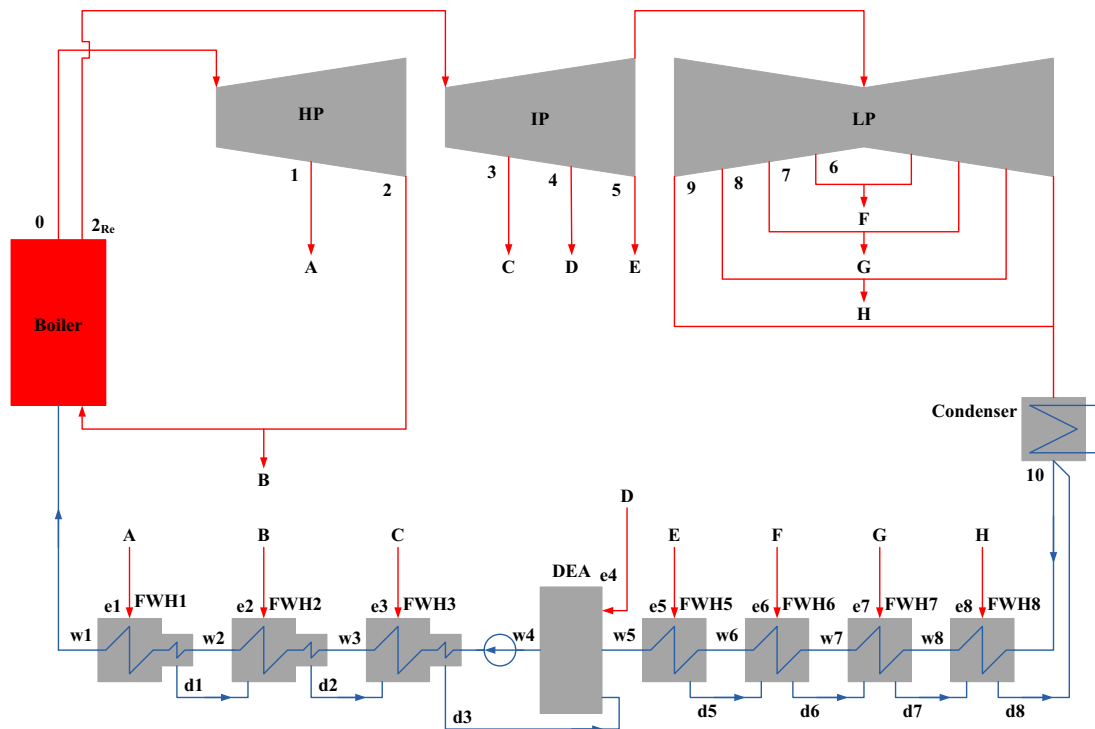 HP
IP
LP
1
2
3
4
5
9
8
7
6
0
2Re
F
A
C
D
E
G
H
Boiler
Condenser
B
10
D
A
B
C
E
F
G
H
DEA
e4
e1
FWH1
e2
FWH2
e3
FWH3
e5
FWH5
e6
FWH6
e7
FWH7
e8
FWH8
w1
w2
w3
w4
w5
w6
w7
w8
d1
d2
d3
d5
d6
d7
d8